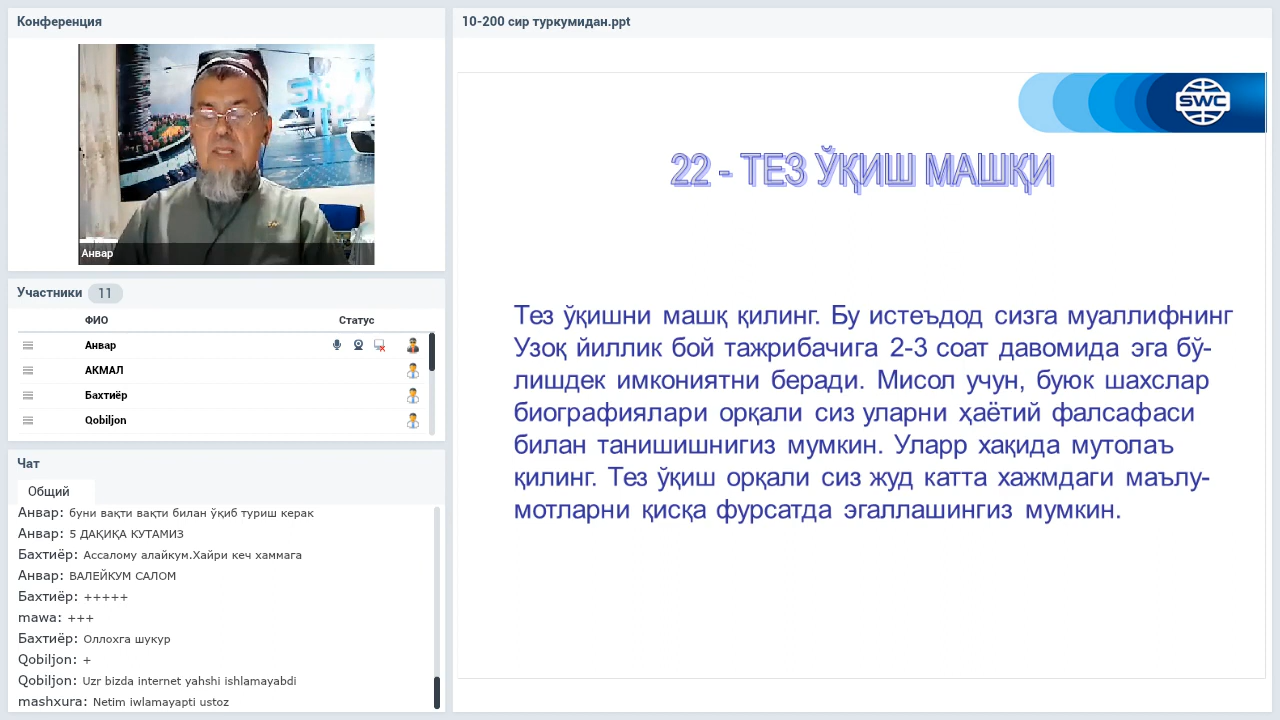 Конференция
Анвар
Участники 11
ФИО Статус
Анвар
АКМАЛ
Бахтиёр
Qobiljon
Чат
Общий
Анвар: буни вақти вақти билан ўқиб туриш керак
Анвар: 5 ДАҚИҚА КУТАМИЗ
Бахтиёр: Ассалому алайкум.Хайри кеч хаммага
Анвар: ВАЛЕЙКУМ САЛОМ
Бахтиёр: +++++
mawa: +++
Бахтиёр: Оллохга шукур
Qobiljon: +
Qobiljon: Uzr bizda internet yahshi ishlamayabdi
mashxura: Netim iwlamayapti ustoz
10-200 сир туркумидан.ppt
SWC
22 - ТЕЗ ЎҚИШ МАШҚИ
Тез ўқишни машқ қилинг. Бу истеъдод сизга муаллифнинг
Узоқ йиллик бой тажрибачига 2-3 соат давомида эга бў-
лишдек имкониятни беради. Мисол учун, буюк шахслар
биографиялари орқали сиз уларни ҳаётий фалсафаси
билан танишишнигиз мумкин. Уларр хақида мутолаъ
қилинг. Тез ўқиш орқали сиз жуд катта хажмдаги маълу-
мотларни қисқа фурсатда эгаллашингиз мумкин.